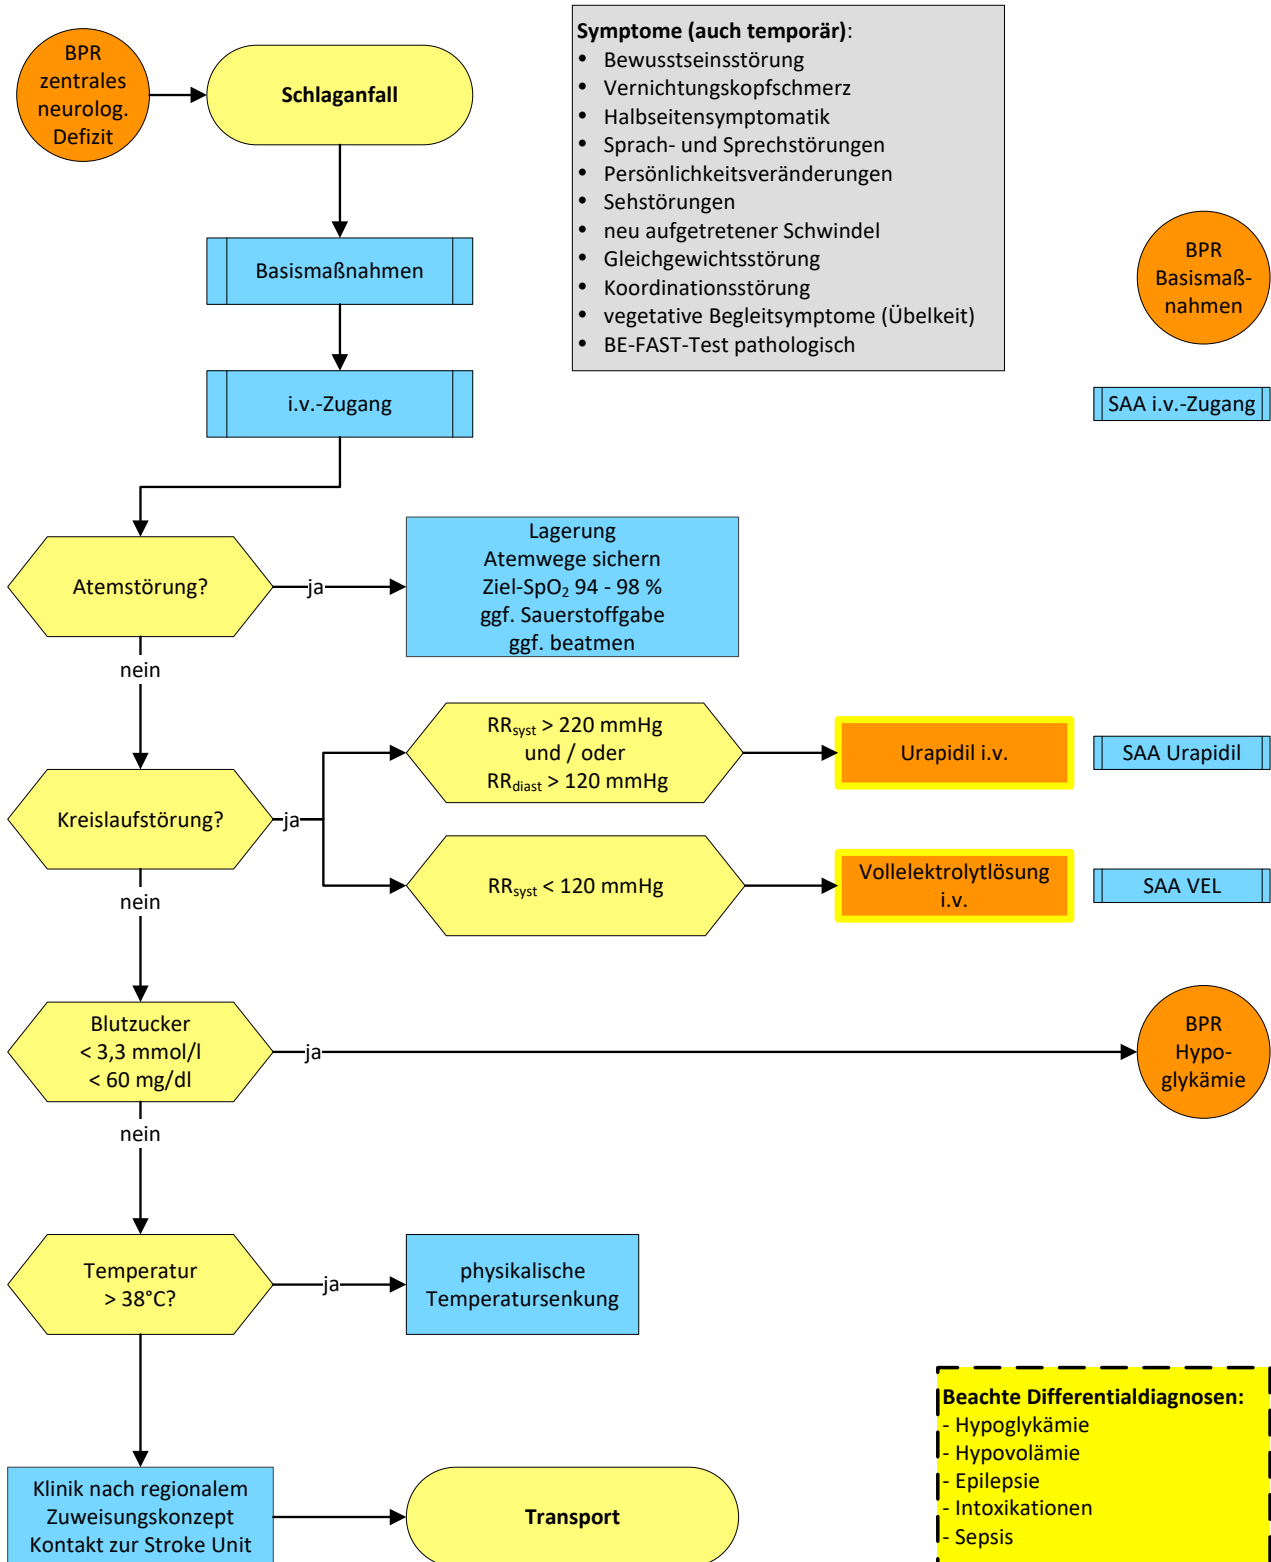 BPR
zentrales
neurolog.
Defizit
Schlaganfall
Symptome (auch temporär):
• Bewusstseinsstörung
• Vernichtungskopfschmerz
• Halbseitensymptomatik
• Sprach- und Sprechstörungen
• Persönlichkeitsveränderungen
• Sehstörungen
• neu aufgetretener Schwindel
• Gleichgewichtsstörung
• Koordinationsstörung
• vegetative Begleitsymptome (Übelkeit)
• BE-FAST-Test pathologisch
Basismaßnahmen
BPR
Basismaß-
nahmen
i.v.-Zugang
SAA i.v.-Zugang
Atemstörung?
ja
Lagerung
Atemwege sichern
Ziel-SpO₂ 94 - 98 %
ggf. Sauerstoffgabe
ggf. beatmen
nein
Kreislaufstörung?
ja
RRsyst > 220 mmHg
und / oder
RRdiast > 120 mmHg
Urapidil i.v.
SAA Urapidil
RRsyst < 120 mmHg
Vollelektrolytlösung
i.v.
SAA VEL
nein
Blutzucker
< 3,3 mmol/l
< 60 mg/dl
ja
BPR
Hypo-
glykämie
nein
Temperatur
> 38°C?
ja
physikalische
Temperatursenkung
Klinik nach regionalem
Zuweisungskonzept
Kontakt zur Stroke Unit
Transport
Beachte Differentialdiagnosen:
- Hypoglykämie
- Hypovolämie
- Epilepsie
- Intoxikationen
- Sepsis